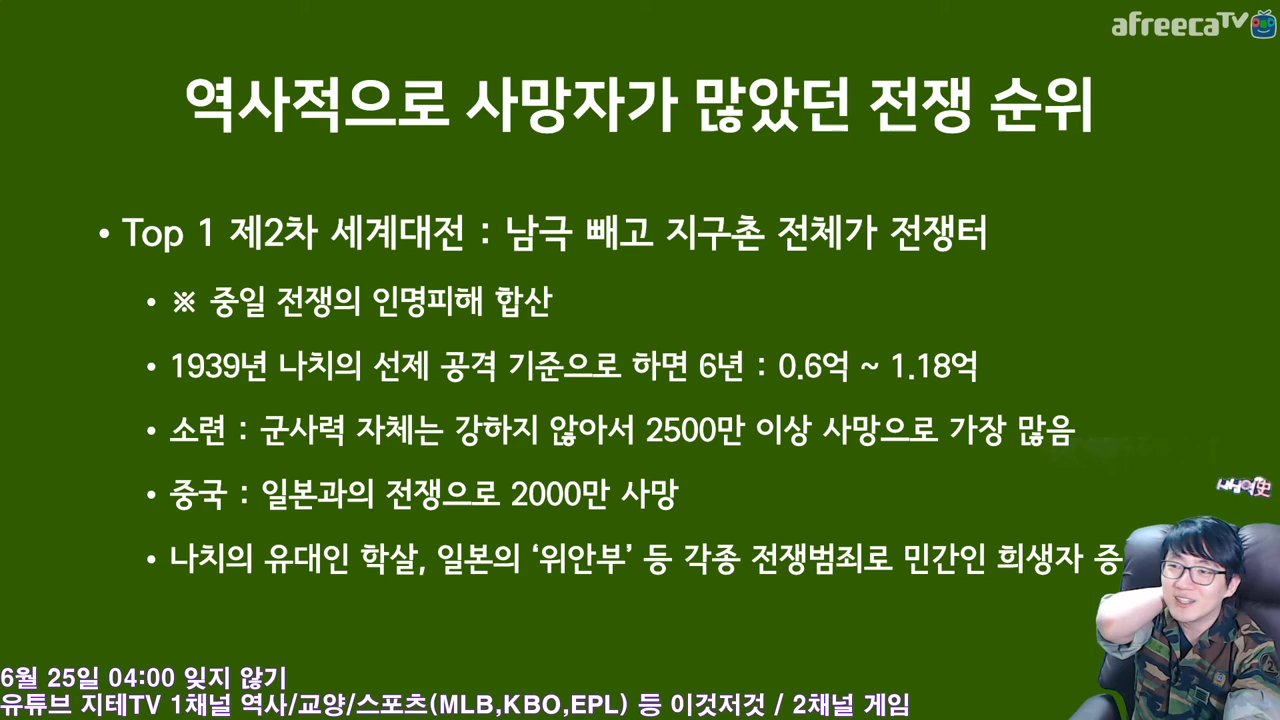 afreecaTV
역사적으로 사망자가 많았던 전쟁 순위
• Top 1 제2차 세계대전 : 남극 빼고 지구촌 전체가 전쟁터
• ※ 중일 전쟁의 인명피해 합산
• 1939년 나치의 선제 공격 기준으로 하면 6년 : 0.6억 ~ 1.18억
• 소련 : 군사력 자체는 강하지 않아서 2500만 이상 사망으로 가장 많음
• 중국 : 일본과의 전쟁으로 2000만 사망
• 나치의 유대인 학살, 일본의 ‘위안부’ 등 각종 전쟁범죄로 민간인 희생자 증
6월 25일 04:00 잊지 않기
유튜브 지테TV 1채널 역사/교양/스포츠(MLB,KBO,EPL) 등 이것저것 / 2채널 게임